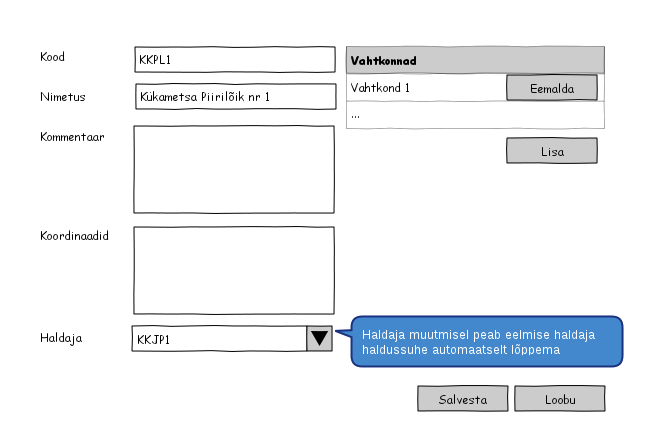 Kood
KKPL1
Nimetus
Kükametsa Piirilõik nr 1
Kommentaar
Koordinaadid
Haldaja
KKJP1
Vahtkonnad
Vahtkond 1
Eemalda
...
Lisa
Haldaja muutmisel peab eelmise haldaja
haldussuhe automaatselt lõppema
Salvesta
Loobu